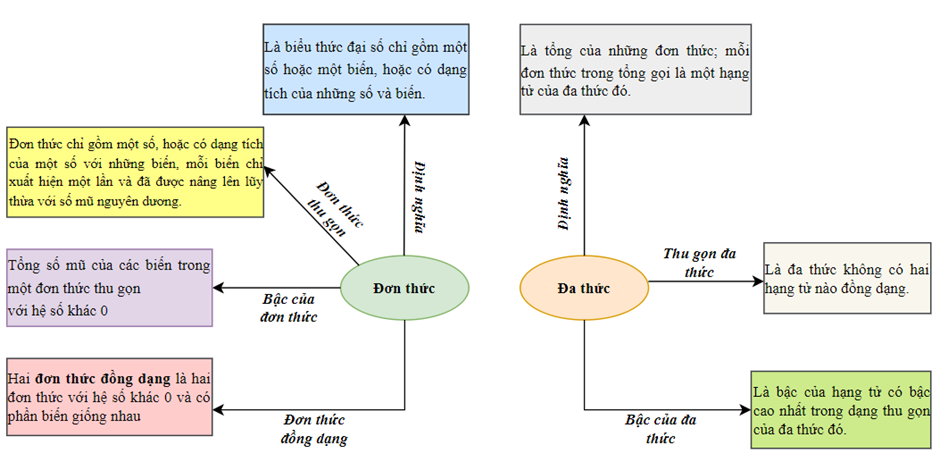 Là biểu thức đại số chỉ gồm một
số hoặc một biến, hoặc có dạng
tích của những số và biến.
Là tổng của những đơn thức; mỗi
đơn thức trong tổng gọi là một hạng
tử của đa thức đó.
Đơn thức chỉ gồm một số, hoặc có dạng tích
của một số với những biến, mỗi biến chỉ
xuất hiện một lần và đã được nâng lên lũy
thừa với số mũ nguyên dương.
Đơn thức
thu gọn
Định nghĩa
Định nghĩa
Tổng số mũ của các biến trong
một đơn thức thu gọn
với hệ số khác 0
Bậc của
đơn thức
Đơn thức
Đa thức
Thu gọn đa
thức
Là đa thức không có hai
hạng tử nào đồng dạng.
Hai đơn thức đồng dạng là hai
đơn thức với hệ số khác 0 và có
phần biến giống nhau
Đơn thức
đồng dạng
Bậc của đa
thức
Là bậc của hạng tử có bậc
cao nhất trong dạng thu gọn
của đa thức đó.